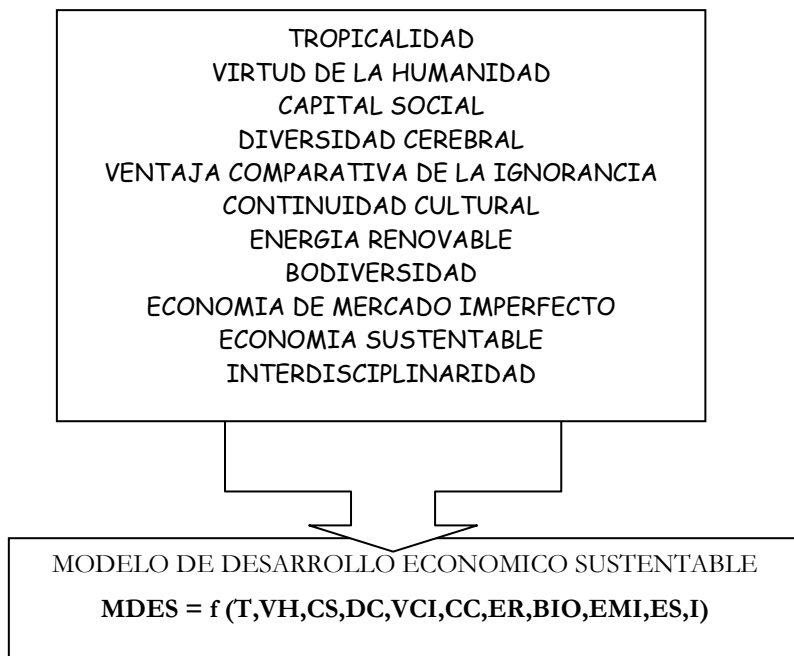 TROPICALIDAD
VIRTUD DE LA HUMANIDAD
CAPITAL SOCIAL
DIVERSIDAD CEREBRAL
VENTAJA COMPARATIVA DE LA IGNORANCIA
CONTINUIDAD CULTURAL
ENERGIA RENOVABLE
BODIVERSIDAD
ECONOMIA DE MERCADO IMPERFECTO
ECONOMIA SUSTENTABLE
INTERDISCIPLINARIDAD
MODELO DE DESARROLLO ECONOMICO SUSTENTABLE
MDES = f (T,VH,CS,DC,VCI,CC,ER,BIO,EMI,ES,I)